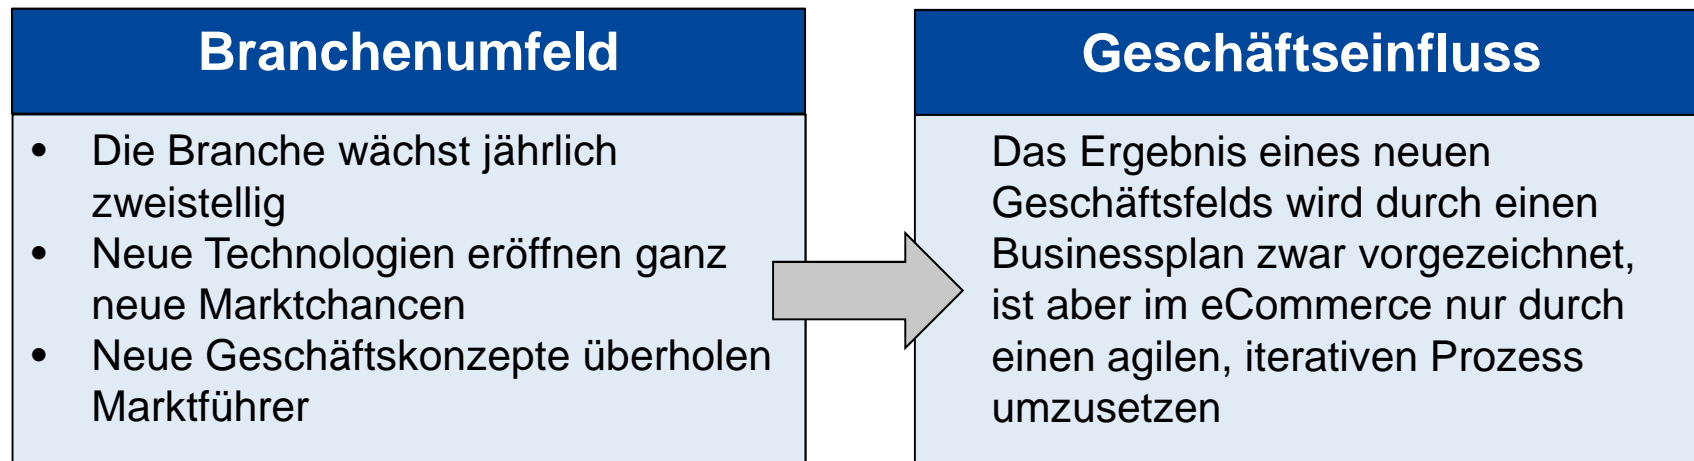 Branchenumfeld
• Die Branche wächst jährlich
zweistellig
• Neue Technologien eröffnen ganz
neue Marktchancen
• Neue Geschäftskonzepte überholen
Marktführer
Geschäftseinfluss
Das Ergebnis eines neuen
Geschäftsfelds wird durch einen
Businessplan zwar vorgezeichnet,
ist aber im eCommerce nur durch
einen agilen, iterativen Prozess
umzusetzen